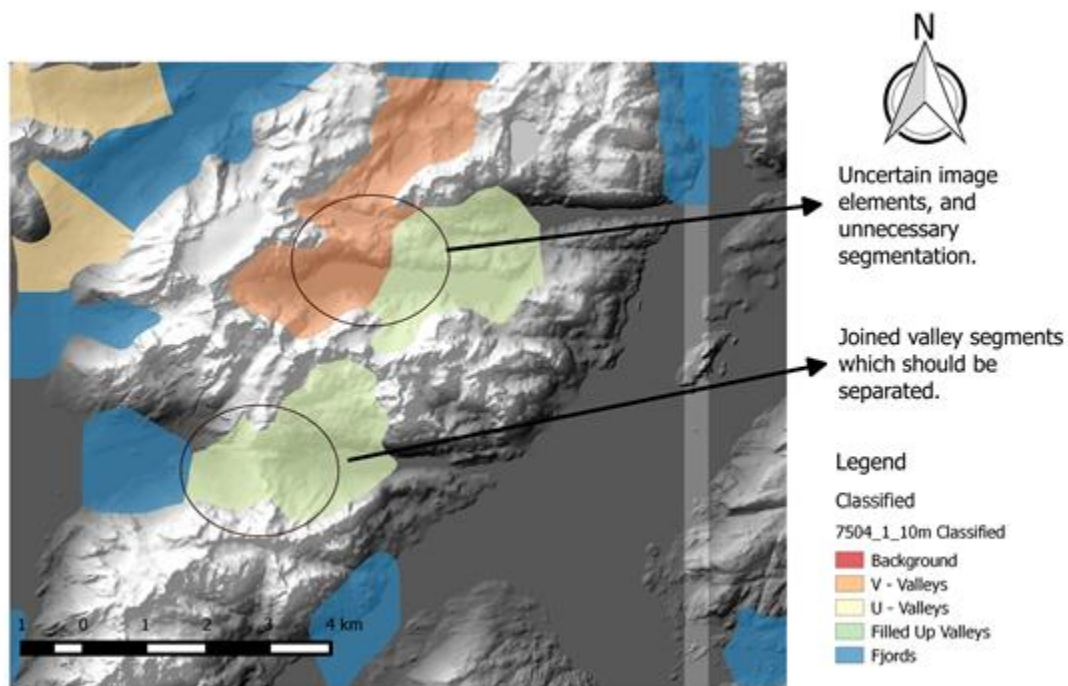 N
Uncertain image
elements, and
unnecessary
segmentation.
Joined valley segments
which should be
separated.
Legend
Classified
7504_1_10m Classified
Background
V - Valleys
U - Valleys
Filled Up Valleys
Fjords
1 0 1 2 3 4 km